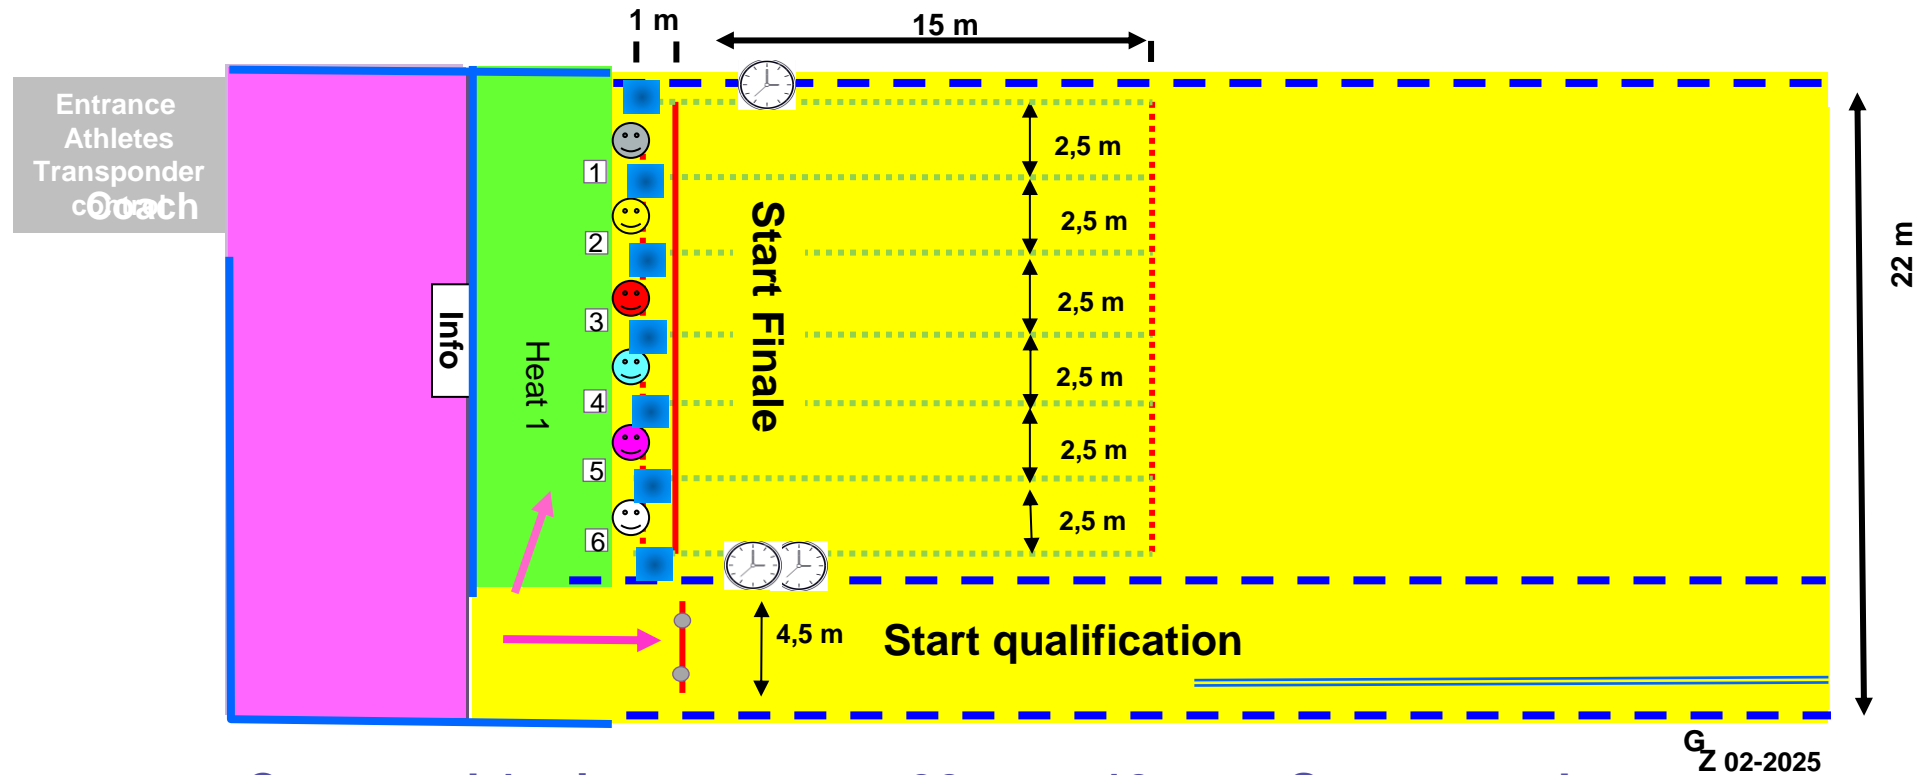 1 m
15 m
Entrance
Athletes
Transponder
control
Coach
1
2
3
4
5
6
Info
Heat 1
Start Finale
2,5 m
2,5 m
2,5 m
2,5 m
2,5 m
2,5 m
22 m
4,5 m
Start qualification
GZ 02-2025